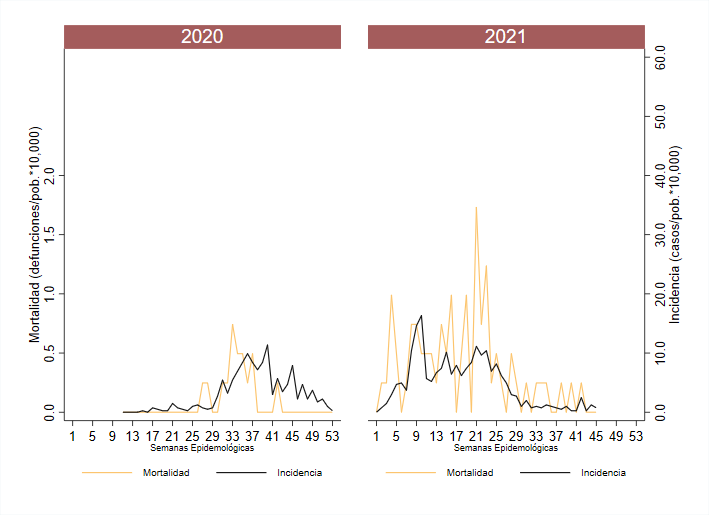 2020
2021
Mortalidad (defunciones/pob.*10,000)
0.0
0.5
1.0
1.5
2.0
1 5 9 13 17 21 25 29 33 37 41 45 49 53
Semanas Epidemológicas
Mortalidad
Incidencia
1 5 9 13 17 21 25 29 33 37 41 45 49 53
Semanas Epidemológicas
Mortalidad
Incidencia
0.0
10.0
20.0
30.0
40.0
50.0
60.0
Incidencia (casos/pob.*10,000)